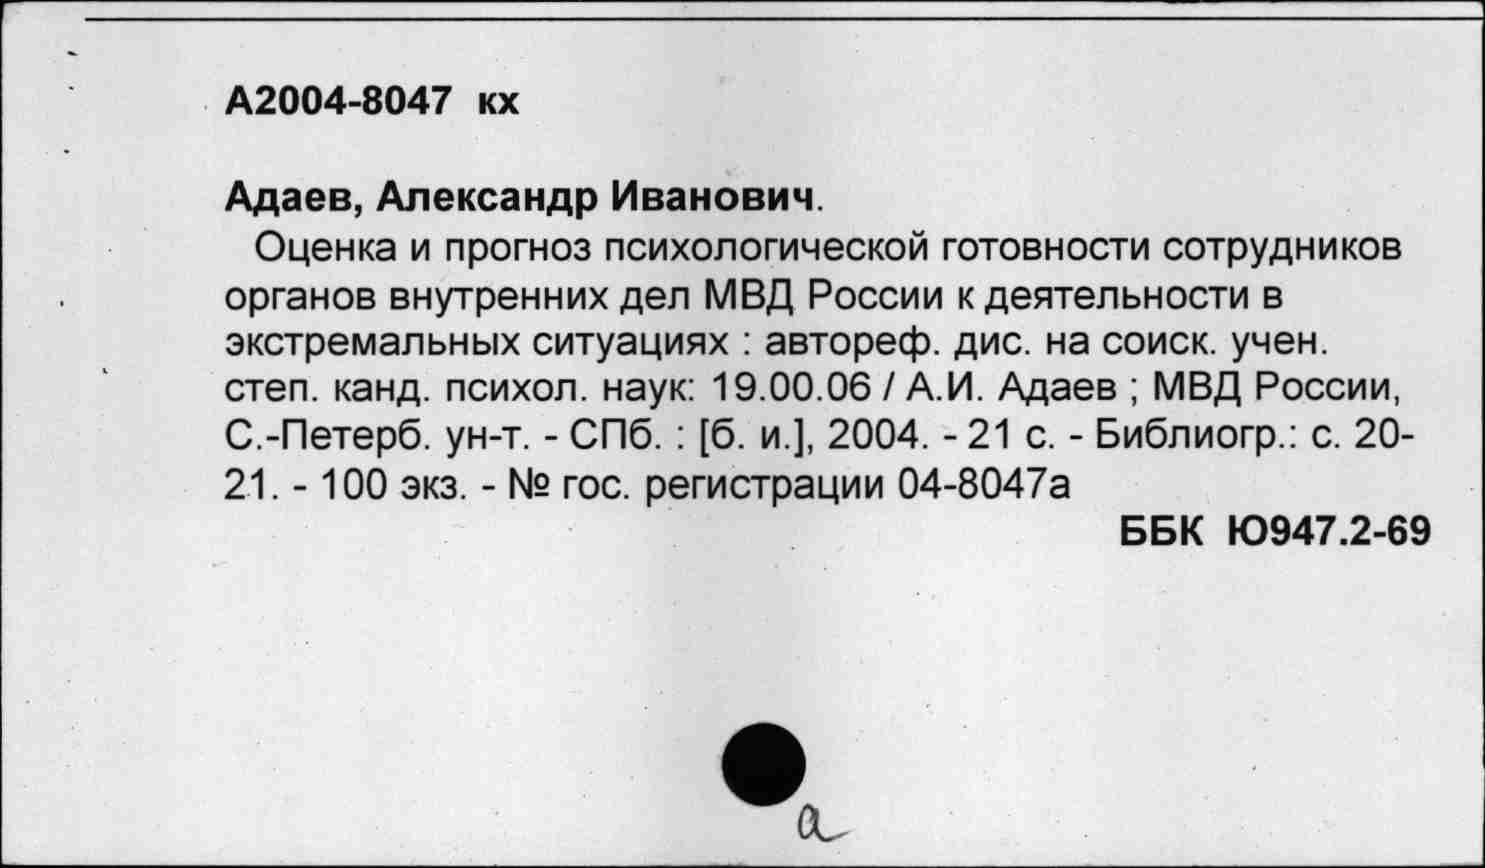 А2004-8047 кх
Адаев, Александр Иванович.
Оценка и прогноз психологической готовности сотрудников
органов внутренних дел МВД России к деятельности в
экстремальных ситуациях : автореф. дис. на соиск. учен.
степ. канд. психол. наук: 19.00.06 / А.И. Адаев ; МВД России,
С.-Петерб. ун-т. - СПб. : [б. и.], 2004. - 21 с. - Библиогр.: с. 20-
21. - 100 экз. - № гос. регистрации 04-8047а
ББК Ю947.2-69
а